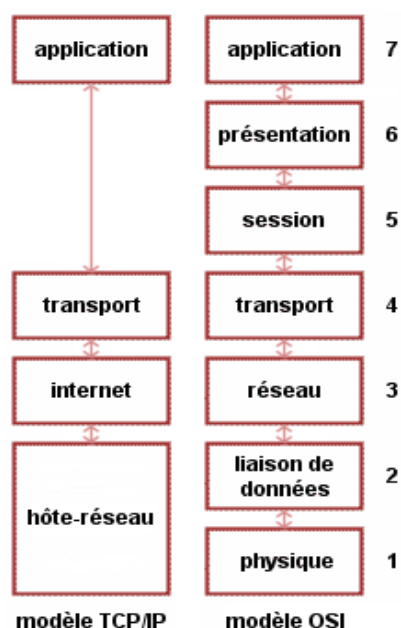 application application 7
présentation 6
session 5
transport transport 4
internet réseau 3
liaison de
données 2
hôte-réseau
physique 1
modèle TCP/IP modèle OSI